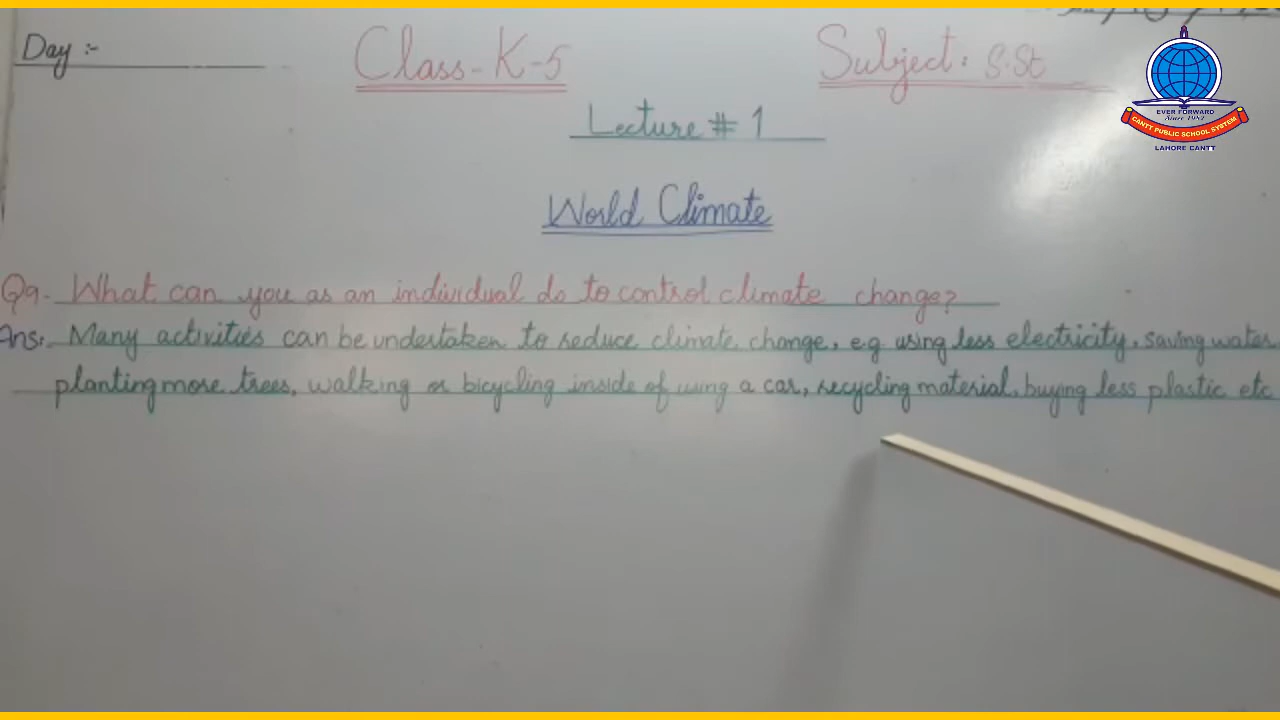 Day :-
Class-K-5
Subject: S.St
Lecture # 1
World Climate
Q9. What can you as an individual do to control climate change?
Ans:. Many activities can be undertaken to reduce climate change, e.g using less electricity, saving water,
planting more trees, walking or bicycling inside of using a car, recycling material, buying less plastic etc
EVER FORWARD
Since 1982
CANTT PUBLIC SCHOOL SYSTEM
LAHORE CANTT